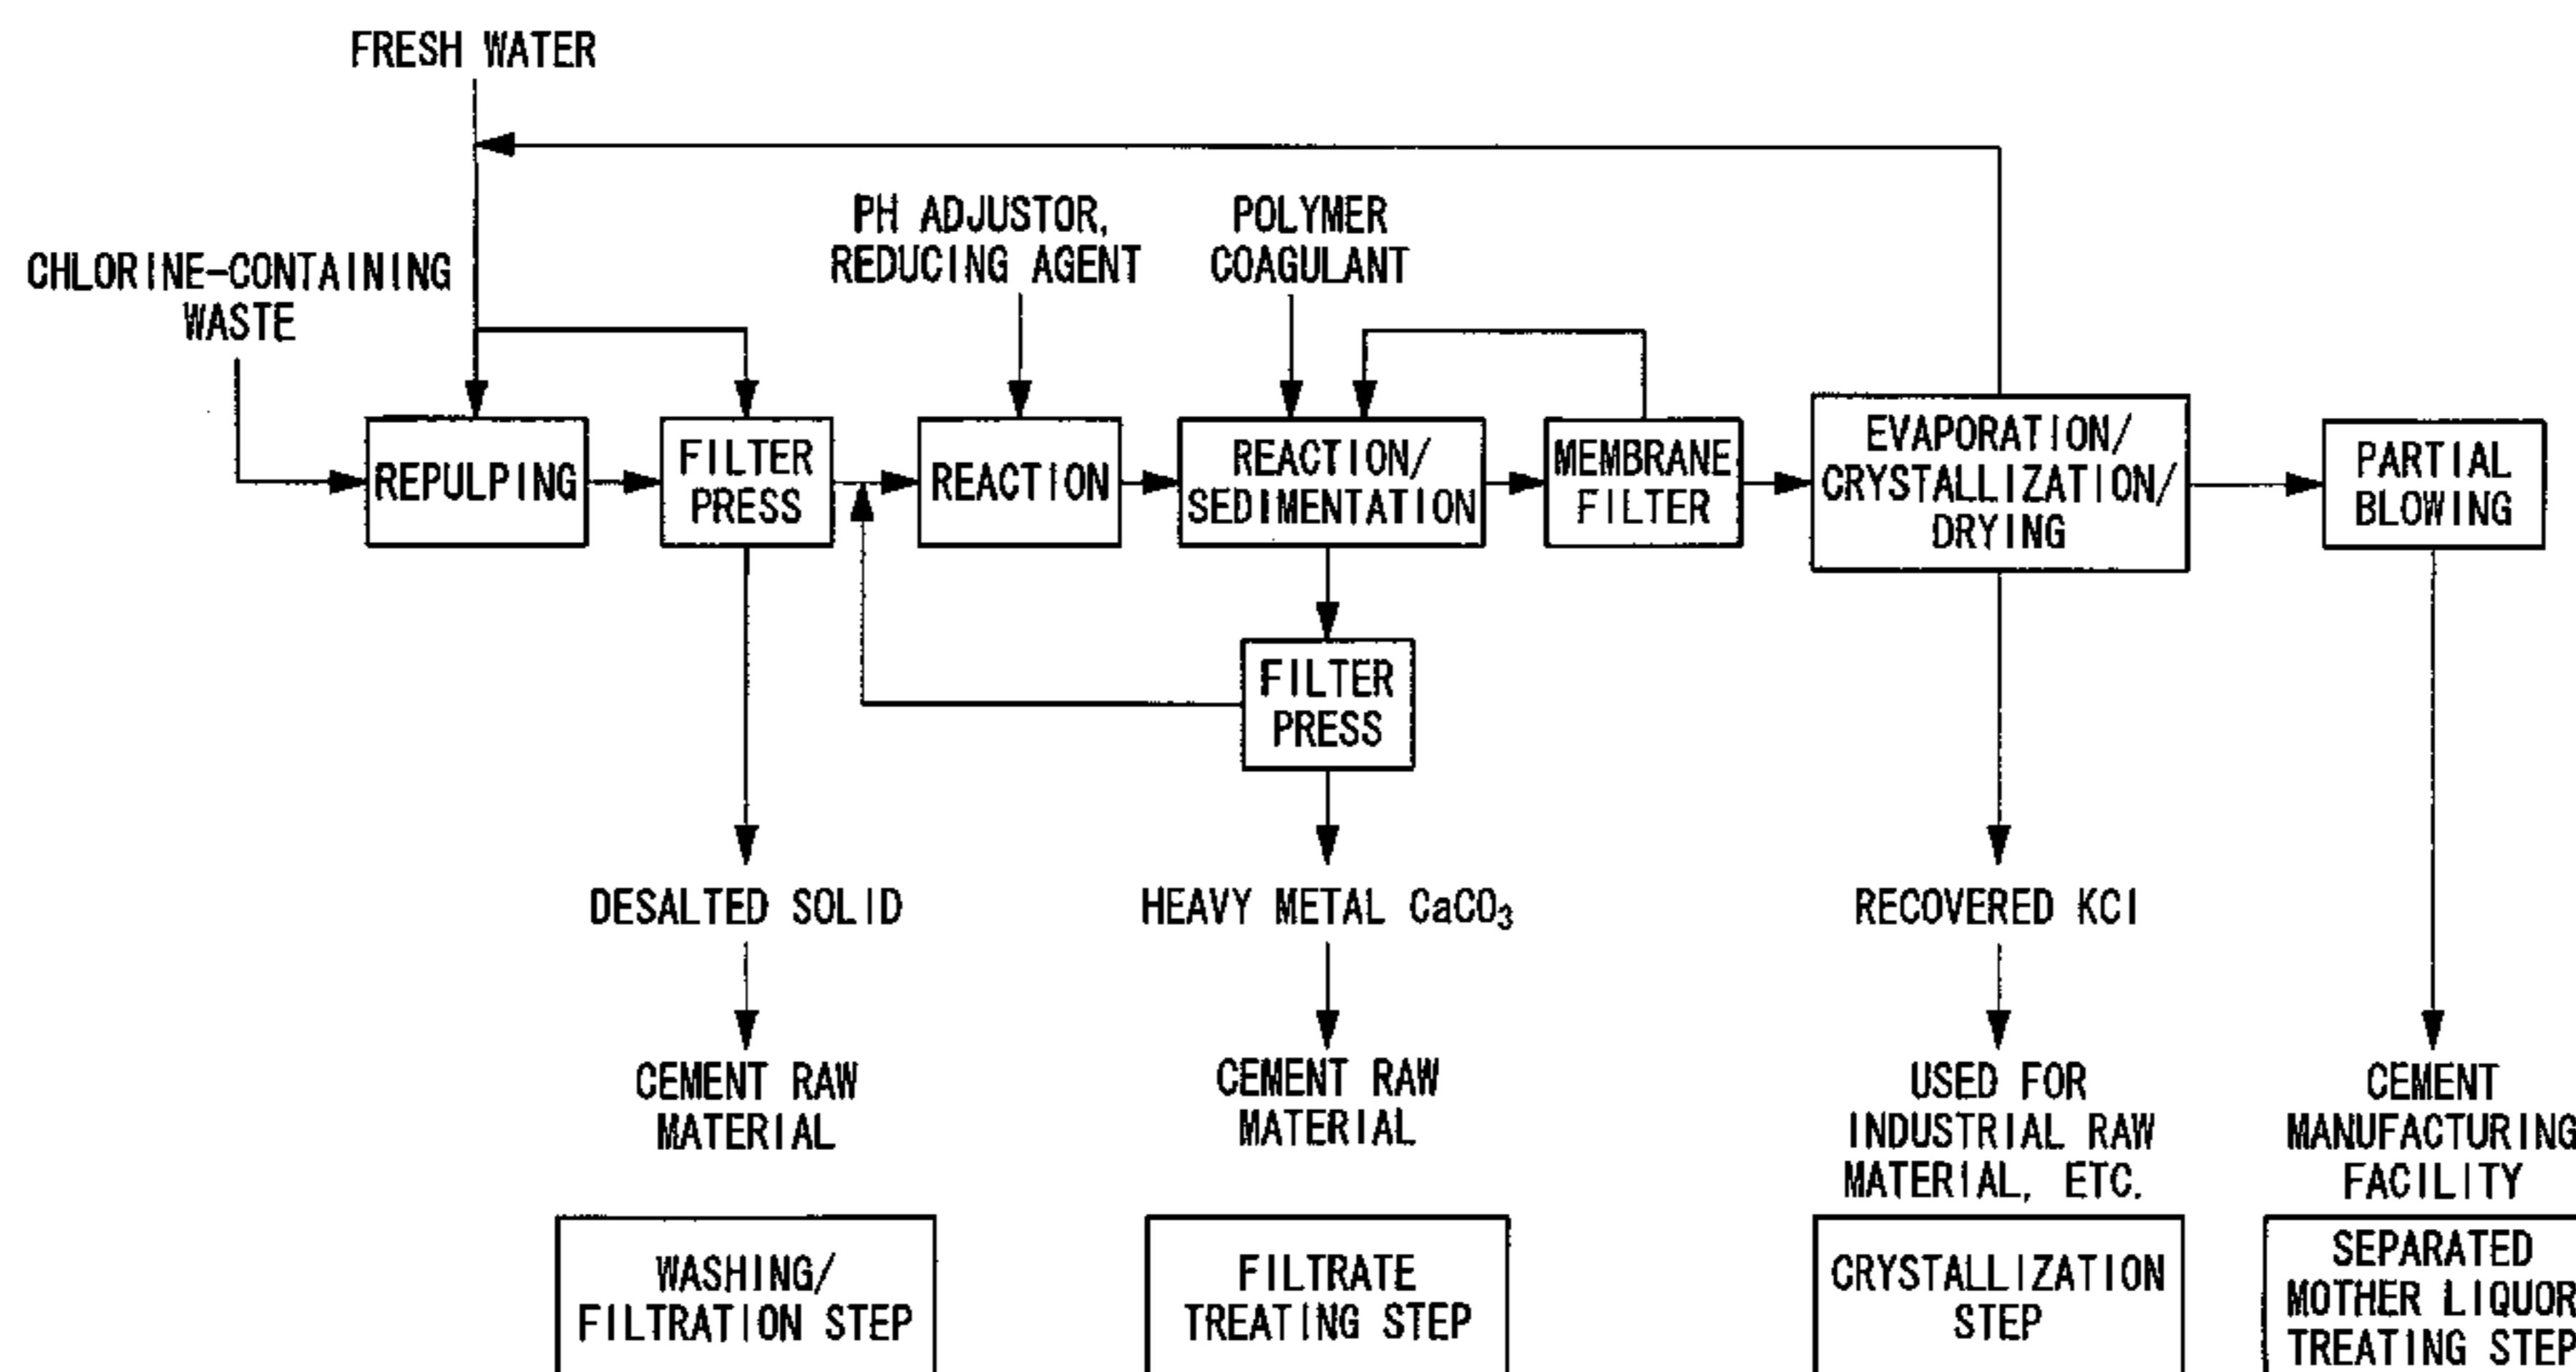 FRESH WATER
CHLORINE-CONTAINING
WASTE
PH ADJUSTOR,
REDUCING AGENT
POLYMER
COAGULANT
REPULPING
FILTER
PRESS
REACTION
REACTION/
SEDIMENTATION
MEMBRANE
FILTER
EVAPORATION/
CRYSTALLIZATION/
DRYING
PARTIAL
BLOWING
FILTER
PRESS
DESALTED SOLID
HEAVY METAL CaCO₃
RECOVERED KCl
CEMENT RAW
MATERIAL
CEMENT RAW
MATERIAL
USED FOR
INDUSTRIAL RAW
MATERIAL, ETC.
CEMENT
MANUFACTURING
FACILITY
WASHING/
FILTRATION STEP
FILTRATE
TREATING STEP
CRYSTALLIZATION
STEP
SEPARATED
MOTHER LIQUOR
TREATING STEP